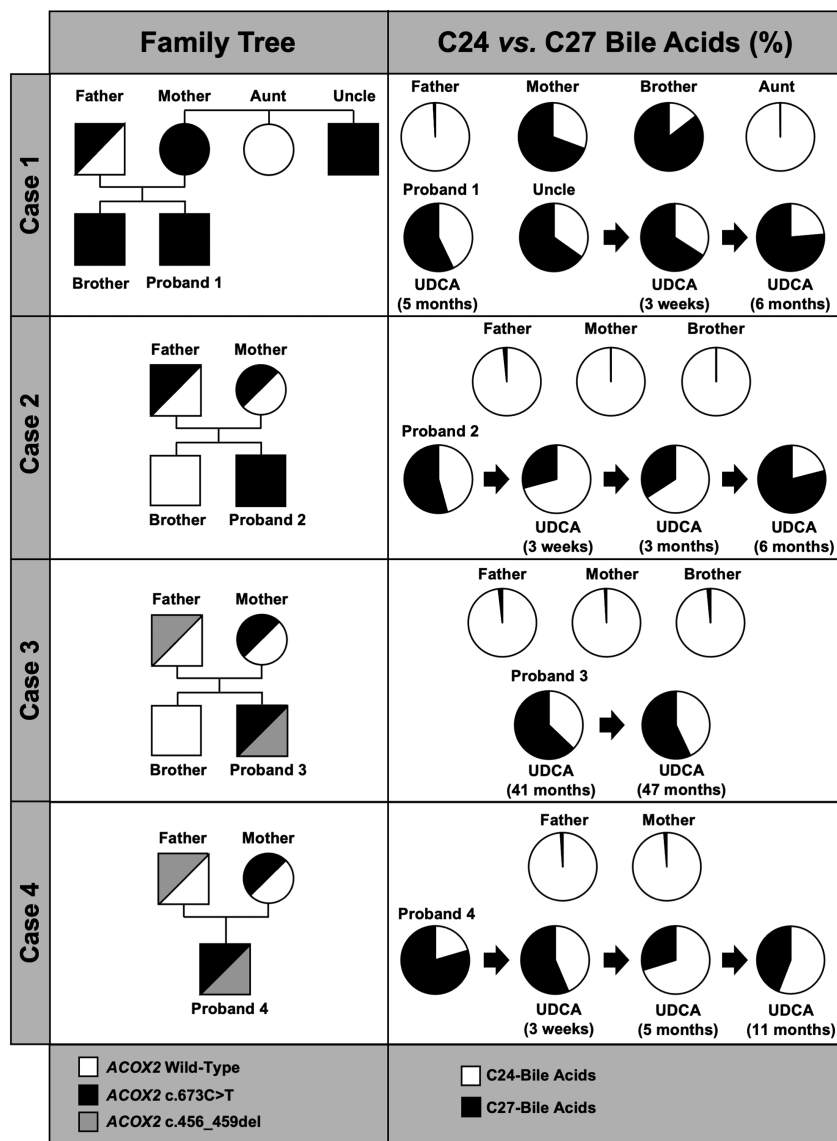 Family Tree
C24 vs. C27 Bile Acids (%)
Case 1
Father Mother Aunt Uncle
Brother Proband 1
Father Mother Brother Aunt
Proband 1 Uncle
UDCA UDCA UDCA
(5 months) (3 weeks) (6 months)
Case 2
Father Mother
Brother Proband 2
Father Mother Brother
Proband 2
UDCA UDCA UDCA
(3 weeks) (3 months) (6 months)
Case 3
Father Mother
Brother Proband 3
Father Mother Brother
Proband 3
UDCA UDCA
(41 months) (47 months)
Case 4
Father Mother
Proband 4
Father Mother
Proband 4
UDCA UDCA UDCA
(3 weeks) (5 months) (11 months)
ACOX2 Wild-Type
ACOX2 c.673C>T
ACOX2 c.456_459del
C24-Bile Acids
C27-Bile Acids